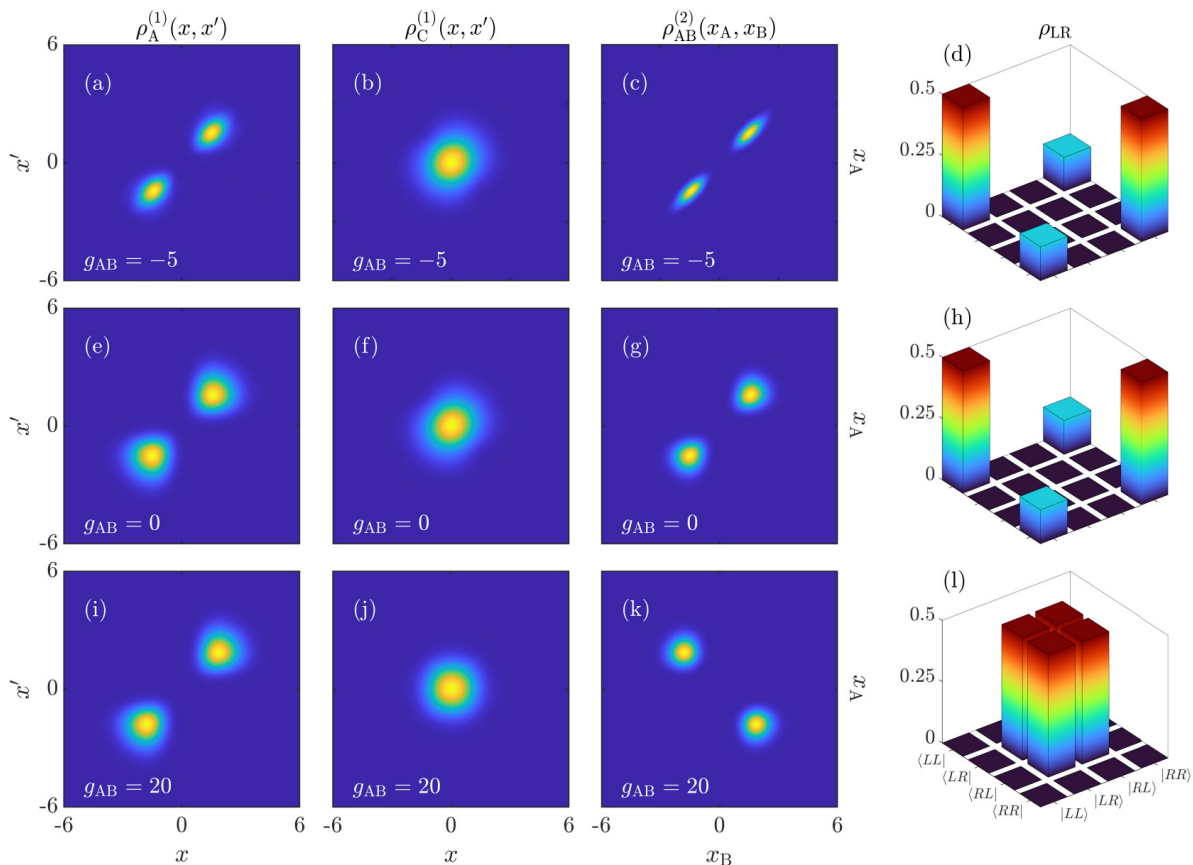 ρ_A^(1)(x, x′) ρ_C^(1)(x, x′) ρ_AB^(2)(x_A, x_B) ρ_LR
6 (a) (b) (c) (d) 0.5
x′ 0 x_A 0.25
-6 g_AB = −5 g_AB = −5 g_AB = −5 0
6 (e) (f) (g) (h) 0.5
x′ 0 x_A 0.25
-6 g_AB = 0 g_AB = 0 g_AB = 0 0
6 (i) (j) (k) (l) 0.5
x′ 0 x_A 0.25
-6 g_AB = 20 g_AB = 20 g_AB = 20 0
-6 0 6 0 6 0 6
x x x_B
⟨LL| ⟨LR| ⟨RL| ⟨RR| |LL⟩ |LR⟩ |RL⟩ |RR⟩